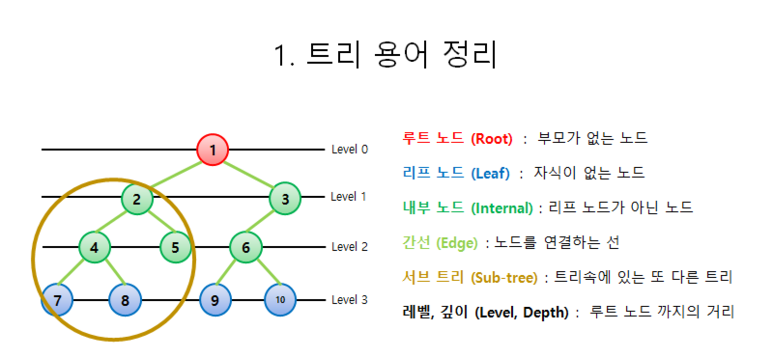 1. 트리 용어 정리
1
Level 0
루트 노드 (Root) : 부모가 없는 노드
리프 노드 (Leaf) : 자식이 없는 노드
2
3
Level 1
내부 노드 (Internal) : 리프 노드가 아닌 노드
4
5
6
Level 2
간선 (Edge) : 노드를 연결하는 선
서브 트리 (Sub-tree) : 트리속에 있는 또 다른 트리
7
8
9
10
Level 3
레벨, 깊이 (Level, Depth) : 루트 노드 까지의 거리